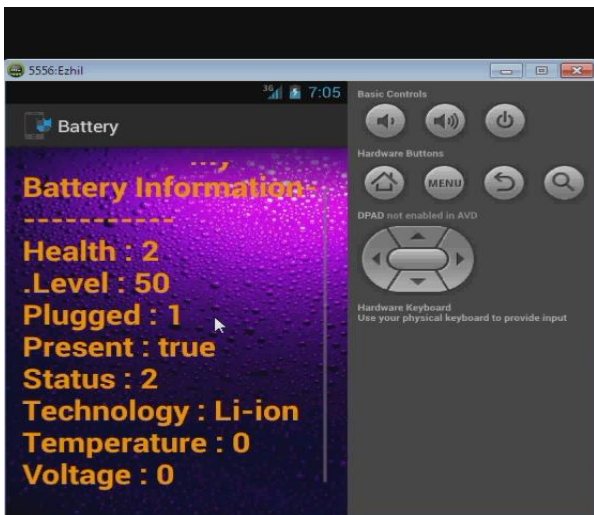 5556:Ezhil
3G 7:05
Battery
Battery Information-
-----------
Health : 2
.Level : 50
Plugged : 1
Present : true
Status : 2
Technology : Li-ion
Temperature : 0
Voltage : 0
Basic Controls
Hardware Buttons
MENU
DPAD not enabled in AVD
Hardware Keyboard
Use your physical keyboard to provide input